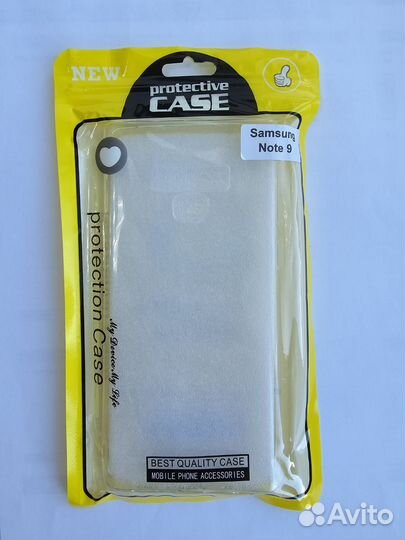 NEW
protective
CASE
Samsung
Note 9
protection Case
My Device, My Life
BEST QUALITY CASE
MOBILE PHONE ACCESSORIES
Avito